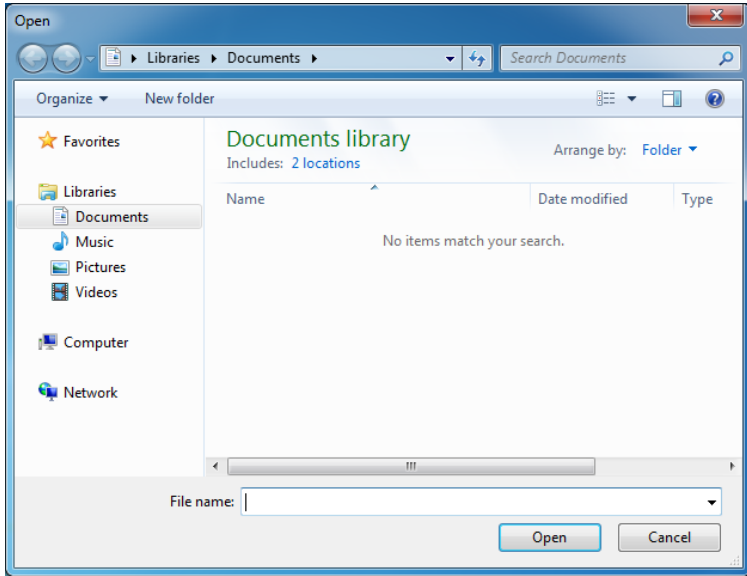 Open
Libraries Documents
Search Documents
Organize New folder
Favorites
Libraries
Documents
Music
Pictures
Videos
Computer
Network
Documents library
Includes: 2 locations
Arrange by: Folder
Name Date modified Type
No items match your search.
File name:
Open Cancel